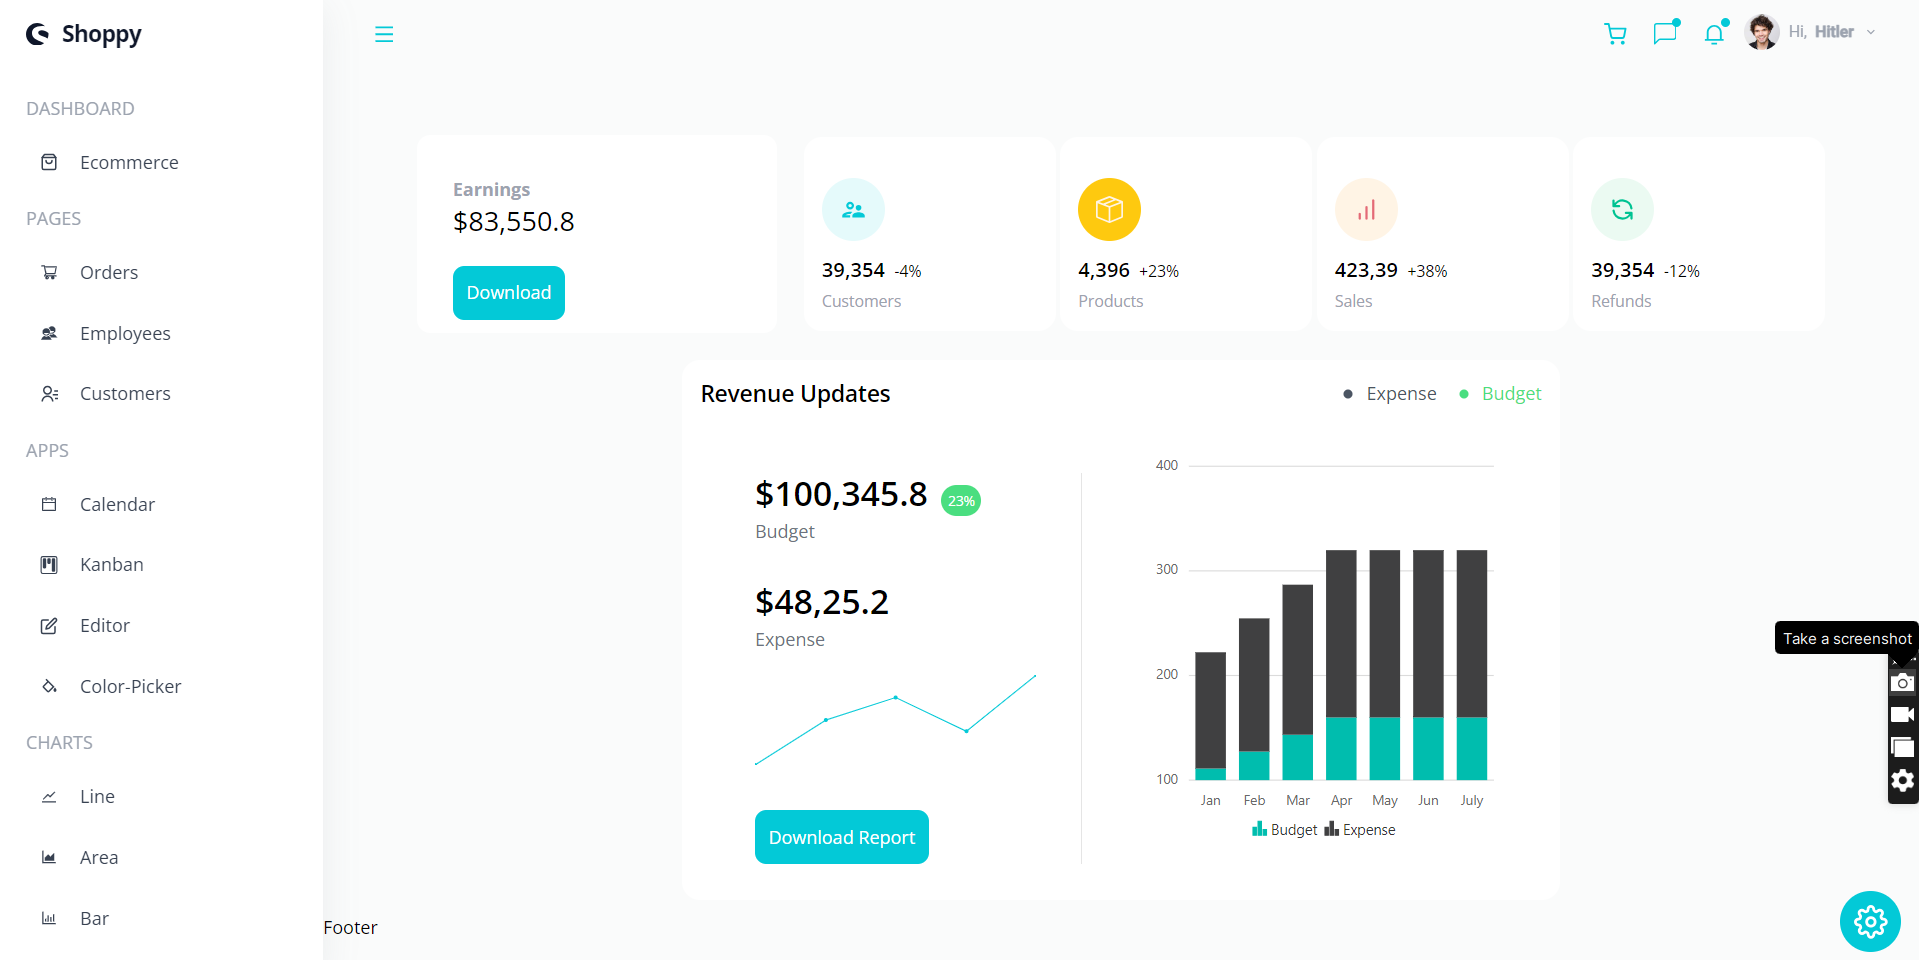 Shoppy
Hi, Hitler
DASHBOARD
Ecommerce
PAGES
Orders
Employees
Customers
APPS
Calendar
Kanban
Editor
Color-Picker
CHARTS
Line
Area
Bar
Earnings
$83,550.8
Download
39,354 -4%
Customers
4,396 +23%
Products
423,39 +38%
Sales
39,354 -12%
Refunds
Revenue Updates
Expense
Budget
$100,345.8 23%
Budget
$48,25.2
Expense
Download Report
400
300
200
100
Jan Feb Mar Apr May Jun July
Budget Expense
Take a screenshot
Footer